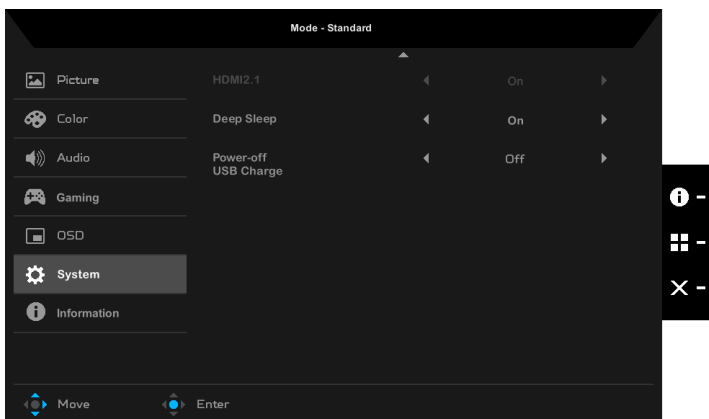 Mode - Standard
Picture
HDMI2.1 On
Color
Deep Sleep On
Audio
Power-off
USB Charge Off
Gaming
OSD
System
Information
Move Enter